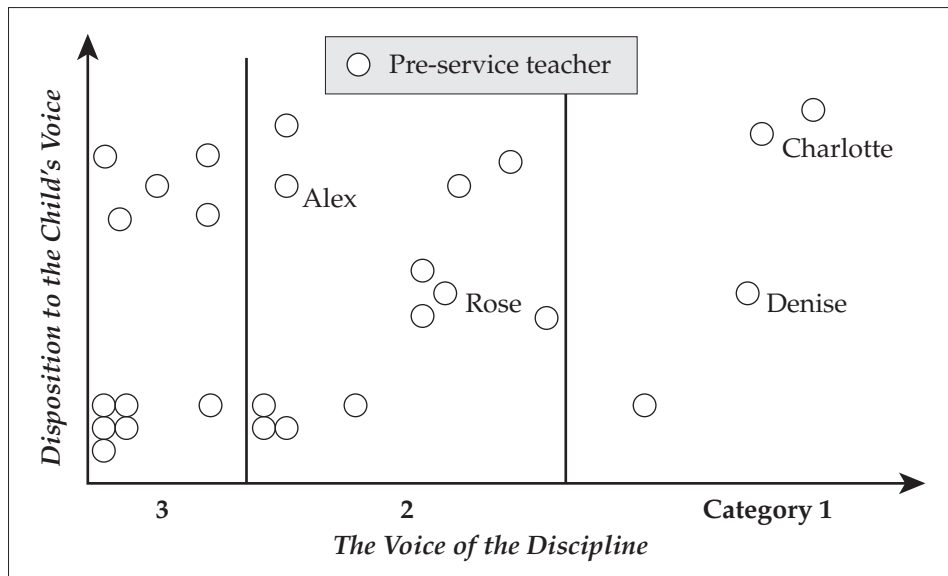 Pre-service teacher
Disposition to the Child's Voice
Charlotte
Alex
Rose
Denise
3
2
Category 1
The Voice of the Discipline